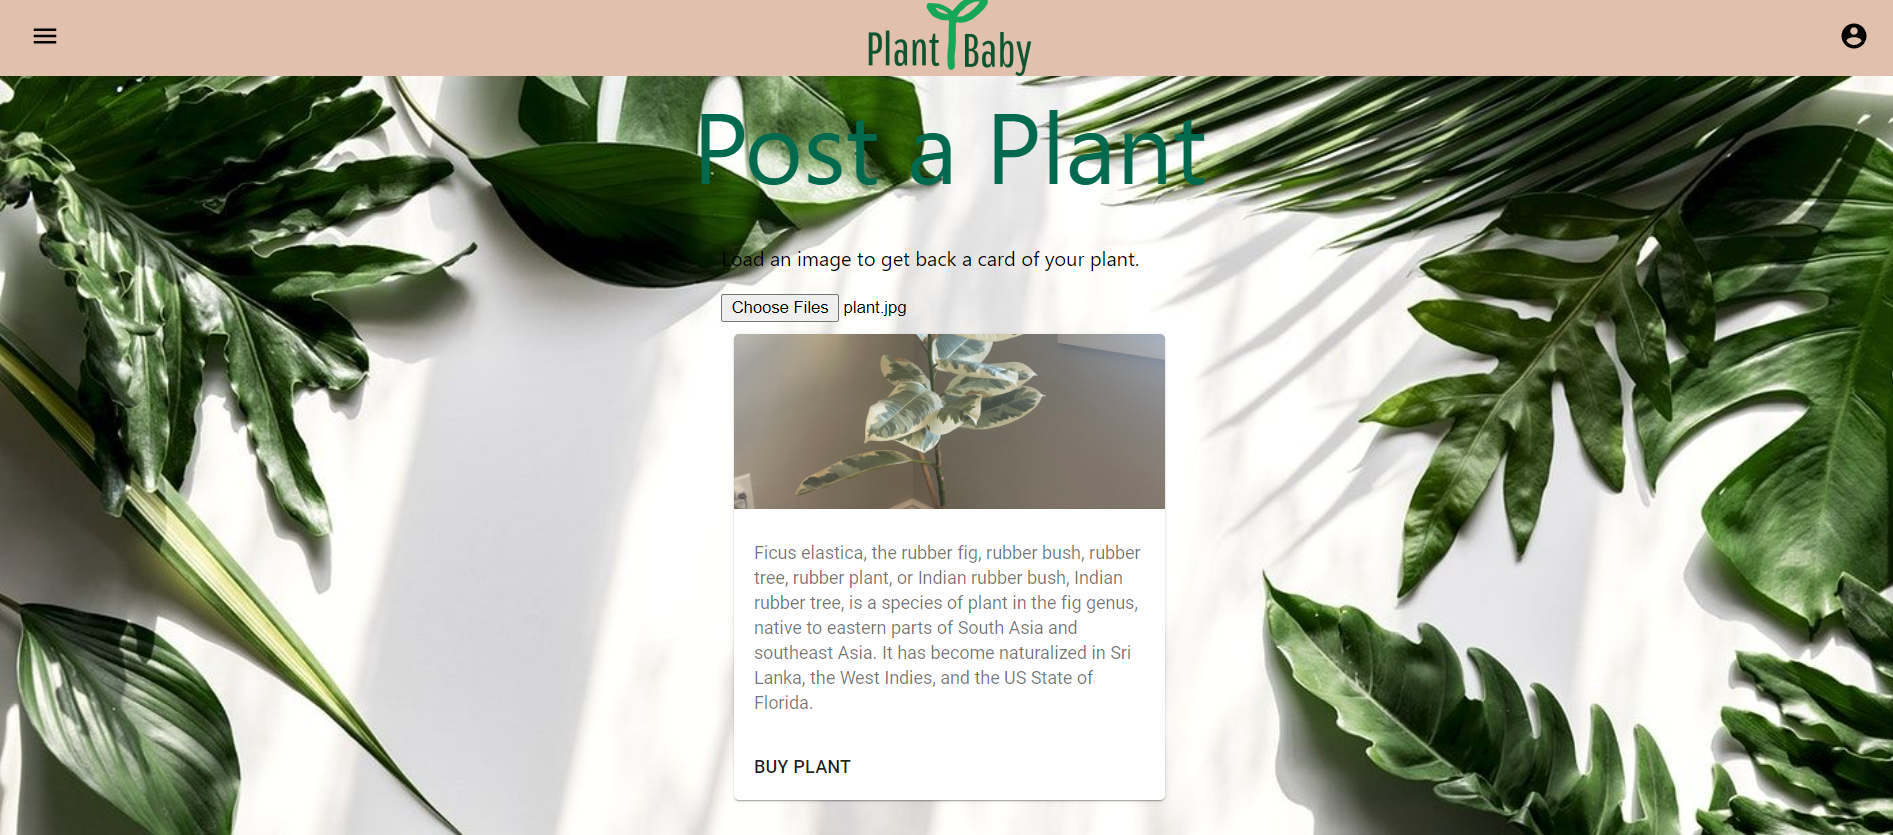 Plant Baby
Post a Plant
Load an image to get back a card of your plant.
Choose Files plant.jpg
Ficus elastica, the rubber fig, rubber bush, rubber
tree, rubber plant, or Indian rubber bush, Indian
rubber tree, is a species of plant in the fig genus,
native to eastern parts of South Asia and
southeast Asia. It has become naturalized in Sri
Lanka, the West Indies, and the US State of
Florida.
BUY PLANT